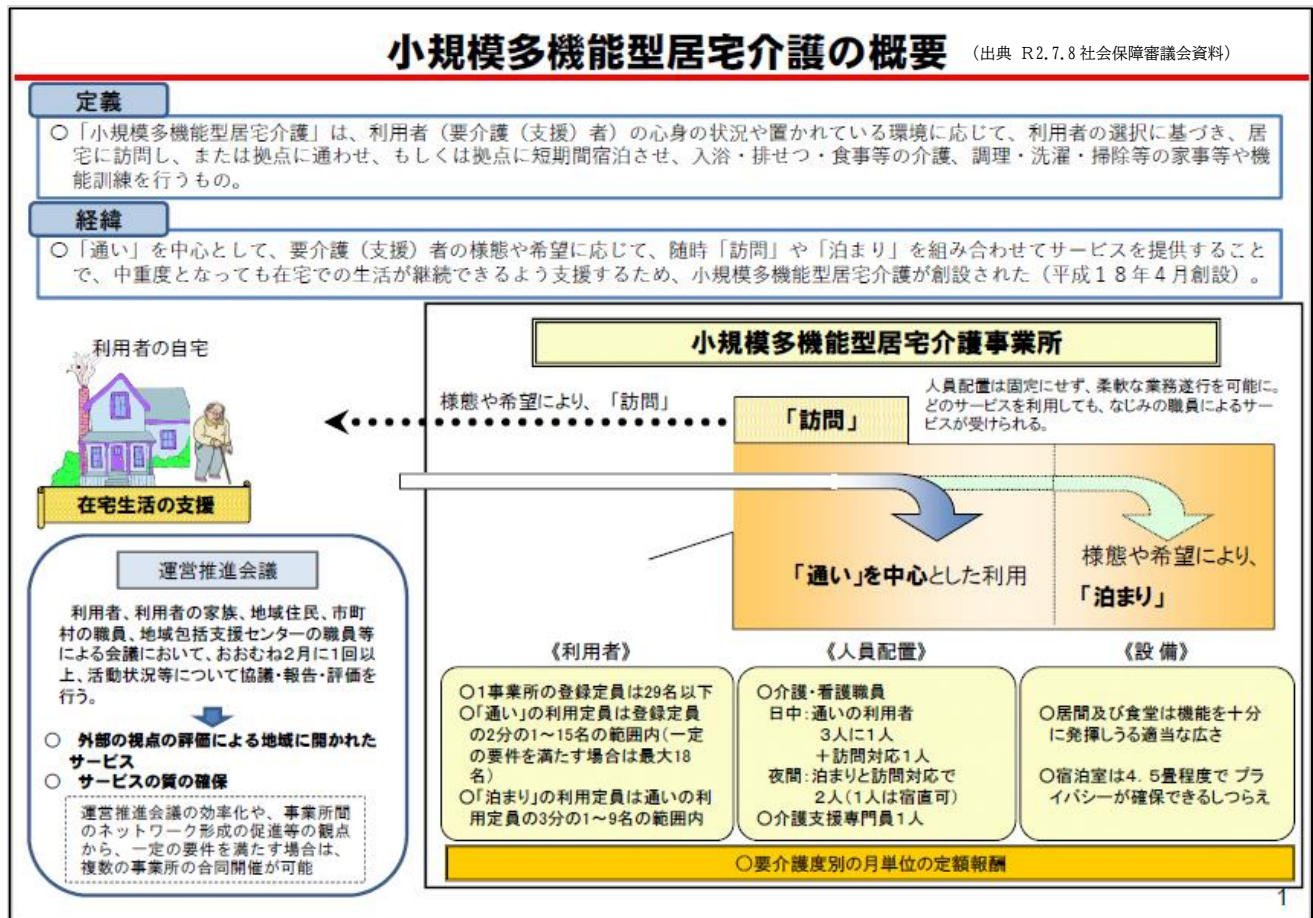 小規模多機能型居宅介護の概要 (出典 R2.7.8社会保障審議会資料)
定義
○「小規模多機能型居宅介護」は、利用者(要介護(支援)者)の心身の状況や置かれている環境に応じて、利用者の選択に基づき、居
宅に訪問し、または拠点に通わせ、もしくは拠点に短期間宿泊させ、入浴・排せつ・食事等の介護、調理・洗濯・掃除等の家事等や機
能訓練を行うもの。
経緯
○「通い」を中心として、要介護(支援)者の様態や希望に応じて、随時「訪問」や「泊まり」を組み合わせてサービスを提供すること
で、中重度となっても在宅での生活が継続できるよう支援するため、小規模多機能型居宅介護が創設された(平成18年4月創設)。
利用者の自宅
在宅生活の支援
運営推進会議
利用者、利用者の家族、地域住民、市町
村の職員、地域包括支援センターの職員等
による会議において、おおむね2月に1回以
上、活動状況等について協議・報告・評価を
行う。
○ 外部の視点の評価による地域に開かれた
サービス
○ サービスの質の確保
運営推進会議の効率化や、事業所間
のネットワーク形成の促進等の観点
から、一定の要件を満たす場合は、
複数の事業所の合同開催が可能
小規模多機能型居宅介護事業所
様態や希望により、「訪問」
「訪問」
人員配置は固定にせず、柔軟な業務遂行を可能に。
どのサービスを利用しても、なじみの職員によるサー
ビスが受けられる。
「通い」を中心とした利用
様態や希望により、
「泊まり」
《利用者》
○1事業所の登録定員は29名以下
○「通い」の利用定員は登録定員
の2分の1~15名の範囲内(一定
の要件を満たす場合は最大18
名)
○「泊まり」の利用定員は通いの利
用定員の3分の1~9名の範囲内
《人員配置》
○介護・看護職員
日中:通いの利用者
3人に1人
+訪問対応1人
夜間:泊まりと訪問対応で
2人(1人は宿直可)
○介護支援専門員1人
《設 備》
○居間及び食堂は機能を十分
に発揮しうる適当な広さ
○宿泊室は4.5畳程度で プラ
イバシーが確保できるしつらえ
○要介護度別の月単位の定額報酬
1